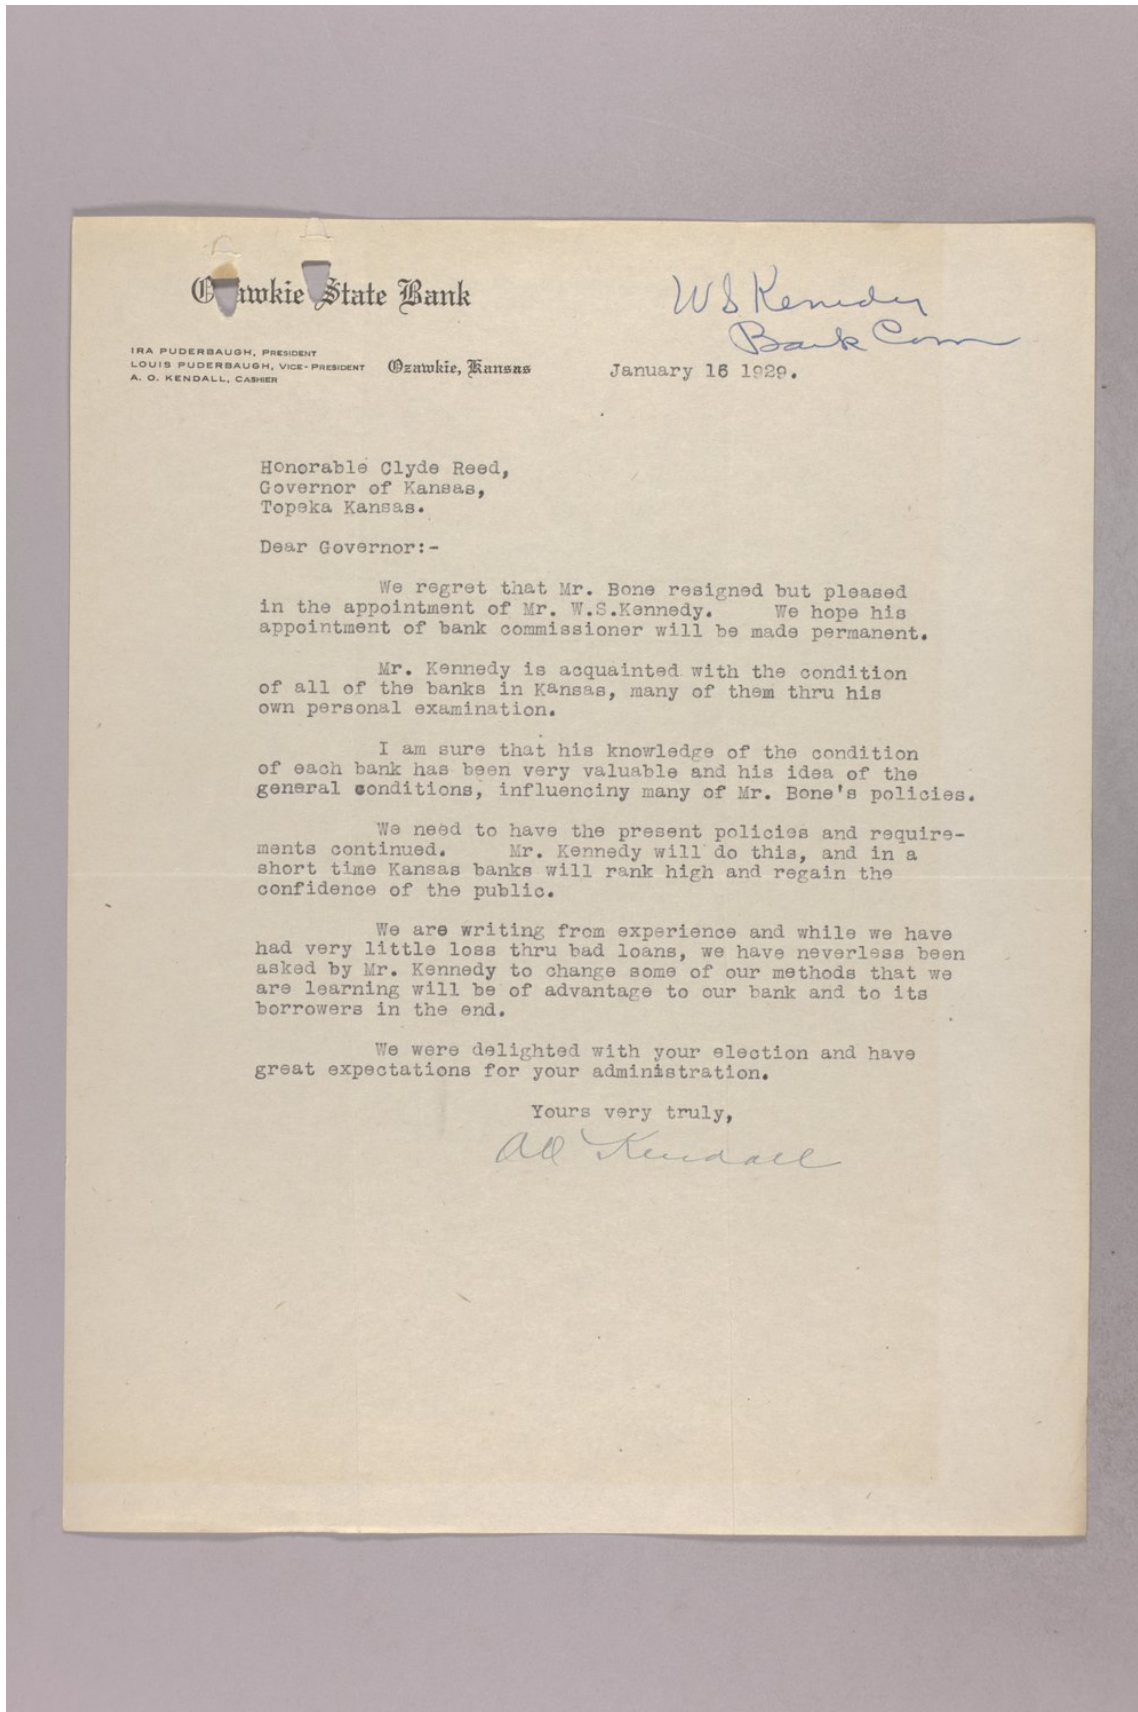 Ozawkie State Bank
W S Kenedy
Bank Com
IRA PUDERBAUGH, PRESIDENT
LOUIS PUDERBAUGH, VICE-PRESIDENT
A. O. KENDALL, CASHIER
Ozawkie, Kansas
January 16 1929.
Honorable Clyde Reed,
Governor of Kansas,
Topeka Kansas.
Dear Governor:-
We regret that Mr. Bone resigned but pleased
in the appointment of Mr. W.S.Kennedy. We hope his
appointment of bank commissioner will be made permanent.
Mr. Kennedy is acquainted with the condition
of all of the banks in Kansas, many of them thru his
own personal examination.
I am sure that his knowledge of the condition
of each bank has been very valuable and his idea of the
general conditions, influenciny many of Mr. Bone's policies.
We need to have the present policies and require-
ments continued. Mr. Kennedy will do this, and in a
short time Kansas banks will rank high and regain the
confidence of the public.
We are writing from experience and while we have
had very little loss thru bad loans, we have neverless been
asked by Mr. Kennedy to change some of our methods that we
are learning will be of advantage to our bank and to its
borrowers in the end.
We were delighted with your election and have
great expectations for your administration.
Yours very truly,
AO Kendall